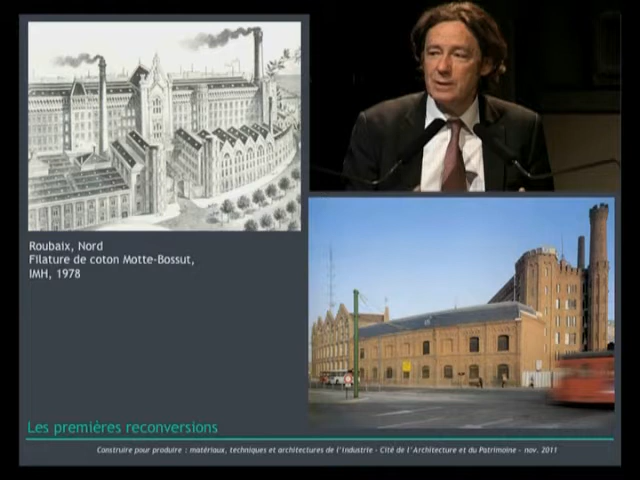 Roubaix, Nord
Filature de coton Motte-Bossut,
IMH, 1978
Les premières reconversions
Construire pour produire : matériaux, techniques et architectures de l'industrie - Cité de l'Architecture et du Patrimoine - nov. 2011